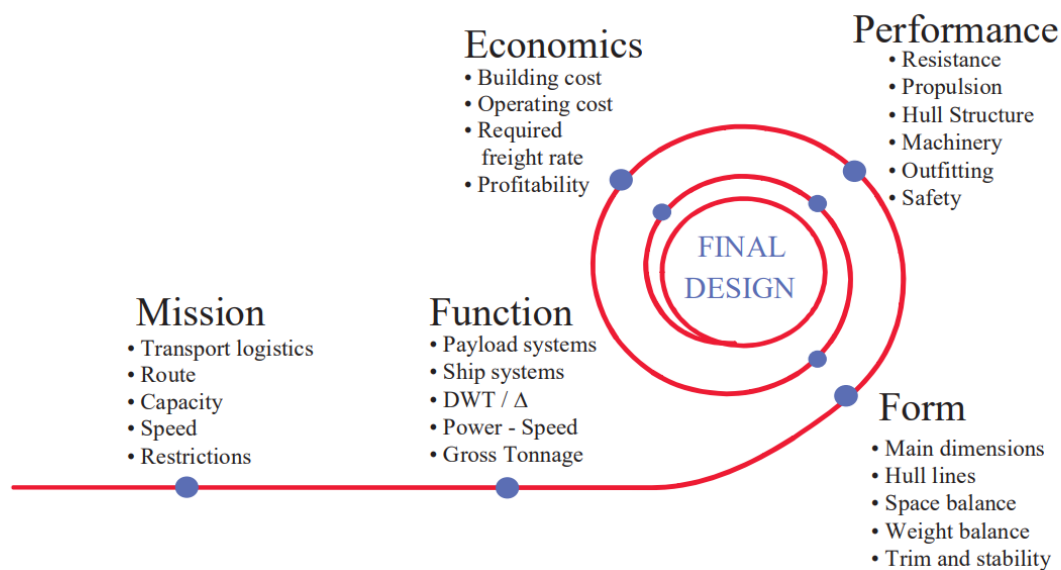 Economics
• Building cost
• Operating cost
• Required
freight rate
• Profitability
Performance
• Resistance
• Propulsion
• Hull Structure
• Machinery
• Outfitting
• Safety
FINAL
DESIGN
Mission
• Transport logistics
• Route
• Capacity
• Speed
• Restrictions
Function
• Payload systems
• Ship systems
• DWT / Δ
• Power - Speed
• Gross Tonnage
Form
• Main dimensions
• Hull lines
• Space balance
• Weight balance
• Trim and stability